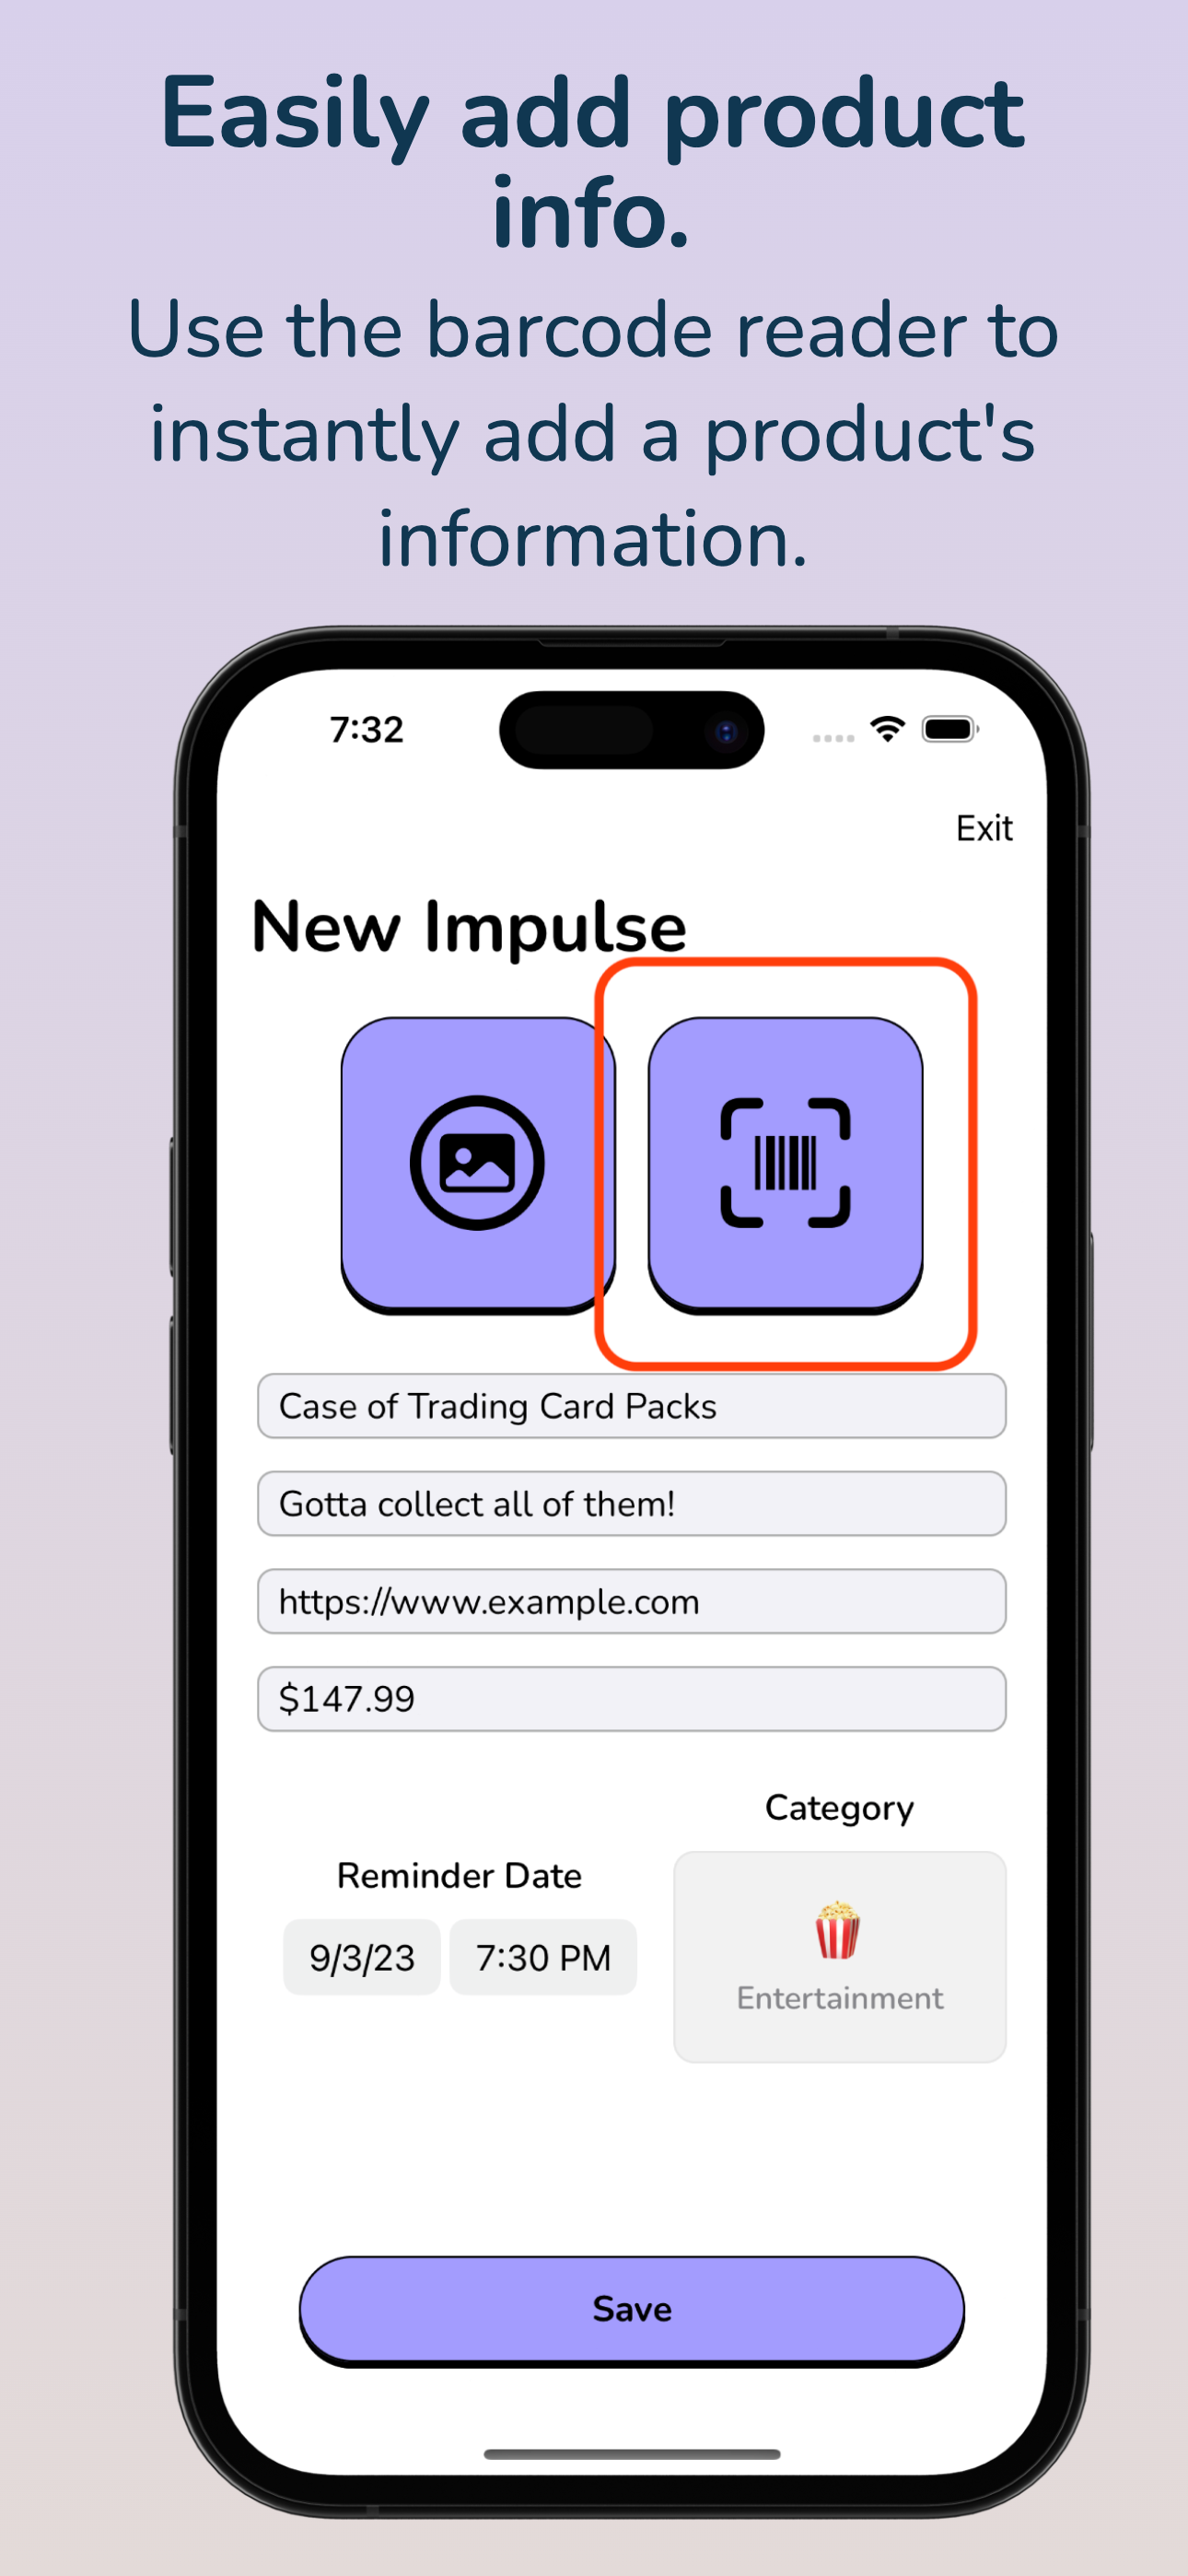 Easily add product
info.
Use the barcode reader to
instantly add a product's
information.
7:32
Exit
New Impulse
Case of Trading Card Packs
Gotta collect all of them!
https://www.example.com
$147.99
Category
Reminder Date
9/3/23 7:30 PM
Entertainment
Save